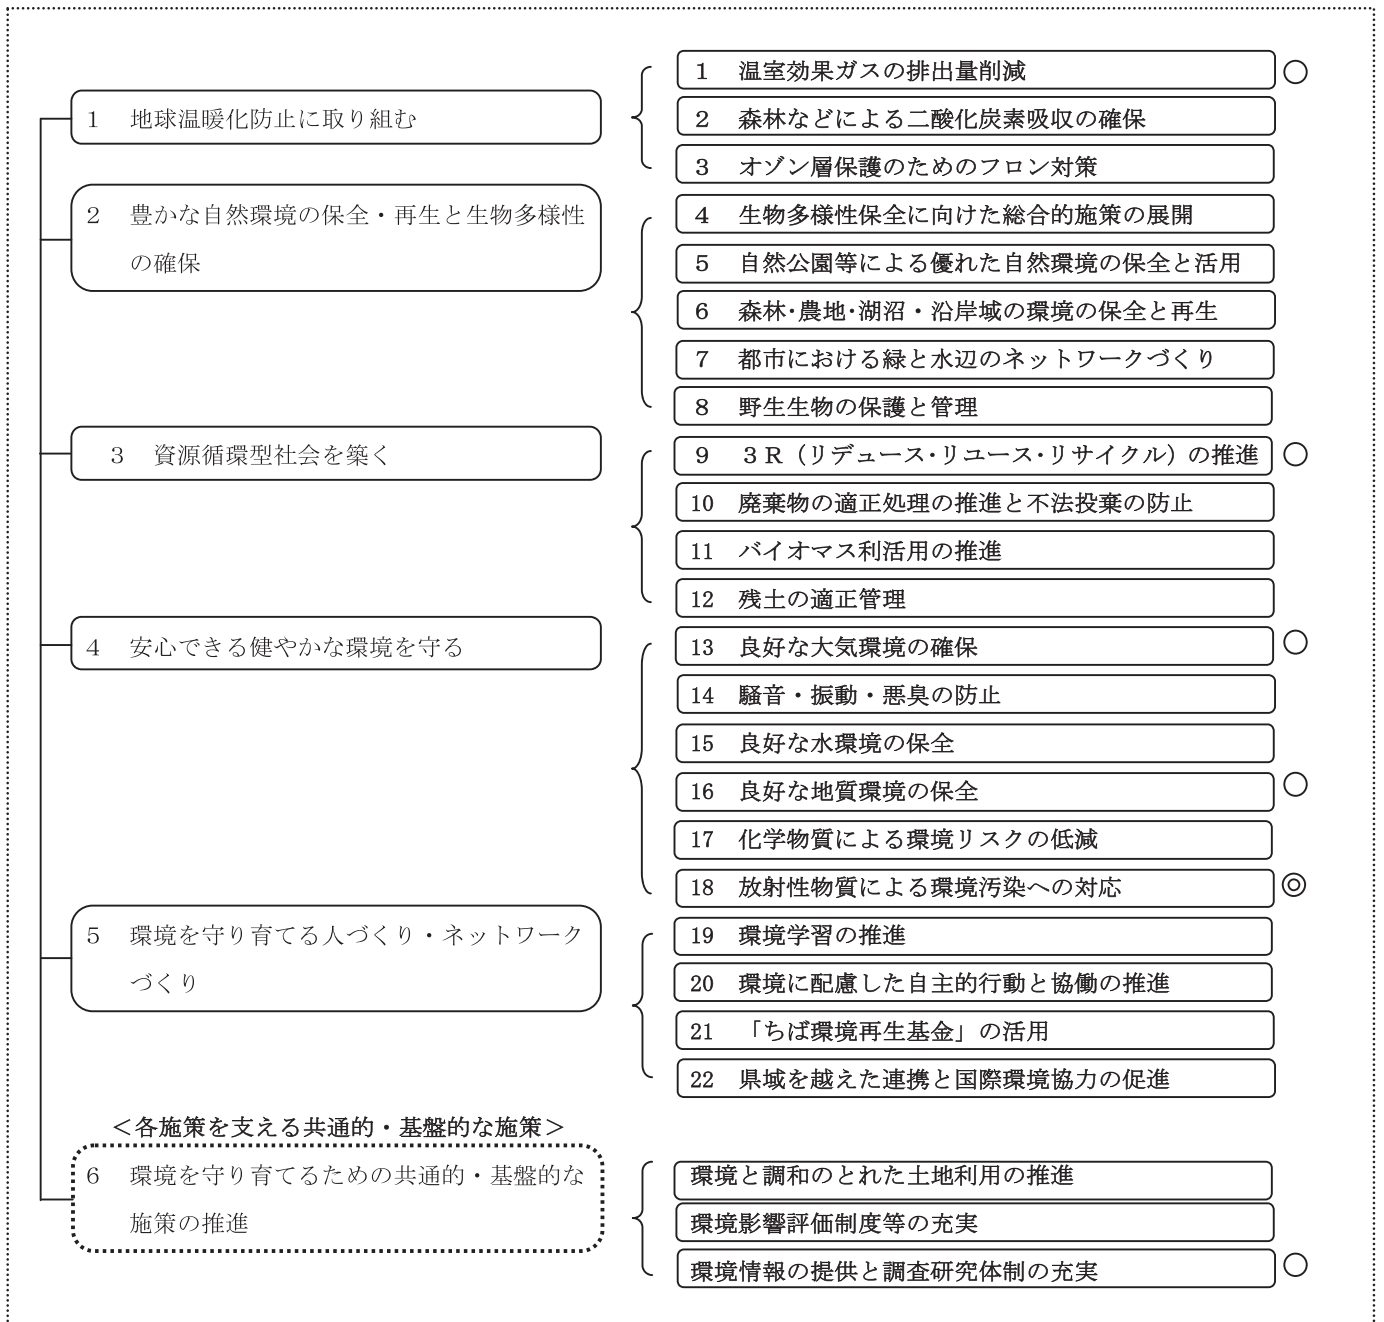 1 地球温暖化防止に取り組む
1 温室効果ガスの排出量削減 ○
2 森林などによる二酸化炭素吸収の確保
3 オゾン層保護のためのフロン対策
2 豊かな自然環境の保全・再生と生物多様性
の確保
4 生物多様性保全に向けた総合的施策の展開
5 自然公園等による優れた自然環境の保全と活用
6 森林･農地･湖沼・沿岸域の環境の保全と再生
7 都市における緑と水辺のネットワークづくり
8 野生生物の保護と管理
3 資源循環型社会を築く
9 3R（リデュース･リユース･リサイクル）の推進 ○
10 廃棄物の適正処理の推進と不法投棄の防止
11 バイオマス利活用の推進
12 残土の適正管理
4 安心できる健やかな環境を守る
13 良好な大気環境の確保 ○
14 騒音・振動・悪臭の防止
15 良好な水環境の保全
16 良好な地質環境の保全 ○
17 化学物質による環境リスクの低減
18 放射性物質による環境汚染への対応 ◎
5 環境を守り育てる人づくり・ネットワーク
づくり
19 環境学習の推進
20 環境に配慮した自主的行動と協働の推進
21 「ちば環境再生基金」の活用
22 県域を越えた連携と国際環境協力の促進
＜各施策を支える共通的・基盤的な施策＞
6 環境を守り育てるための共通的・基盤的な
施策の推進
環境と調和のとれた土地利用の推進
環境影響評価制度等の充実
環境情報の提供と調査研究体制の充実 ○